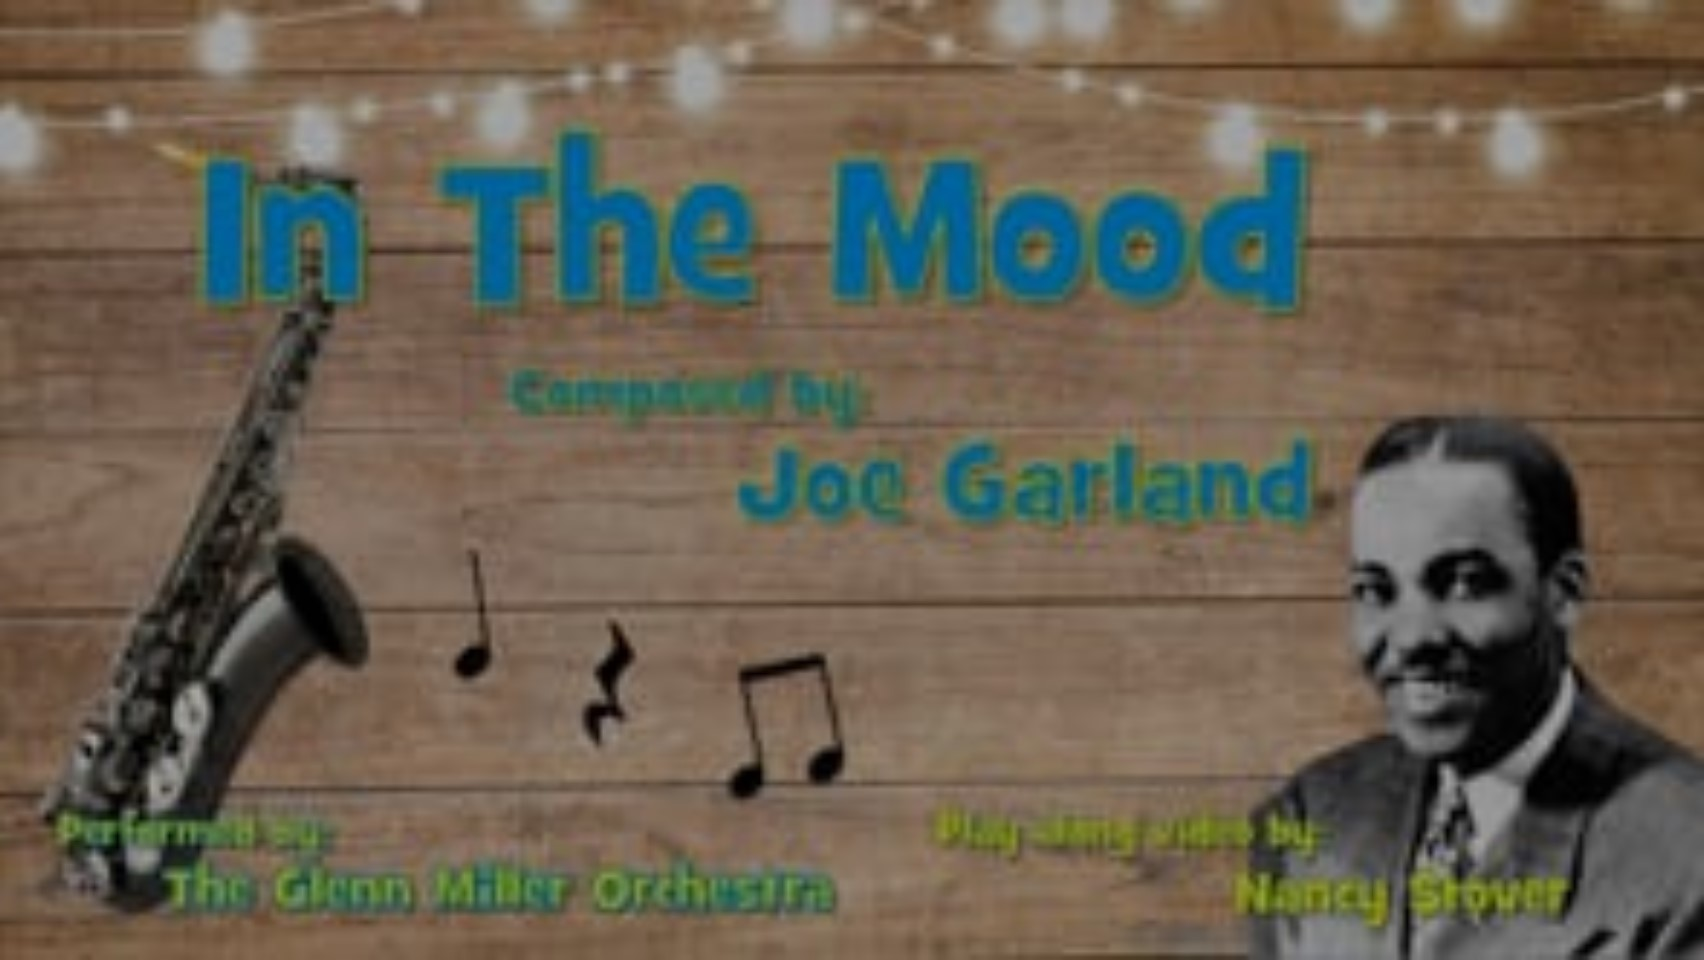 In The Mood
Composed by:
Joe Garland
Performed by:
The Glenn Miller Orchestra
Play along video by:
Nancy Stover